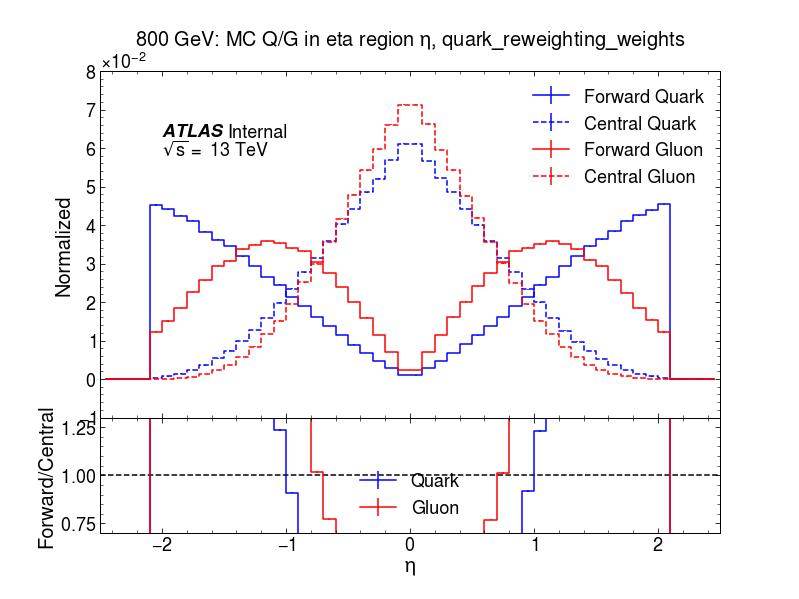 800 GeV: MC Q/G in eta region η, quark_reweighting_weights
×10−2
8
7
6
5
4
3
2
1
0
−1
Normalized
ATLAS Internal
√s = 13 TeV
Forward Quark
Central Quark
Forward Gluon
Central Gluon
1.25
1.00
0.75
Forward/Central
Quark
Gluon
−2 −1 0 1 2
η